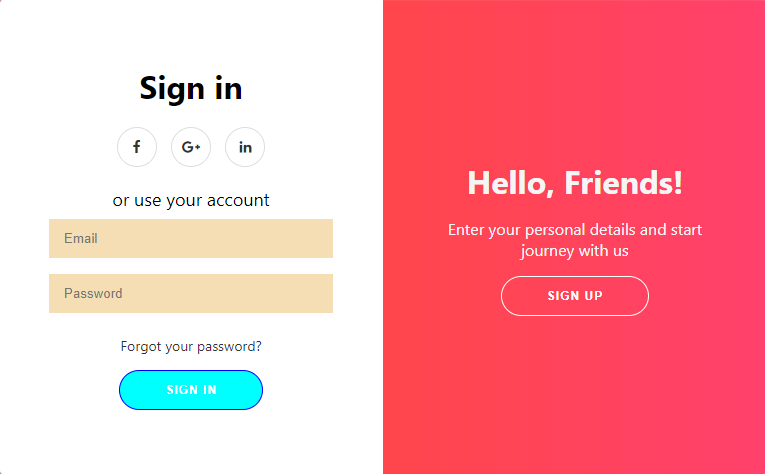 Sign in
f G+ in
or use your account
Email
Password
Forgot your password?
SIGN IN
Hello, Friends!
Enter your personal details and start
journey with us
SIGN UP